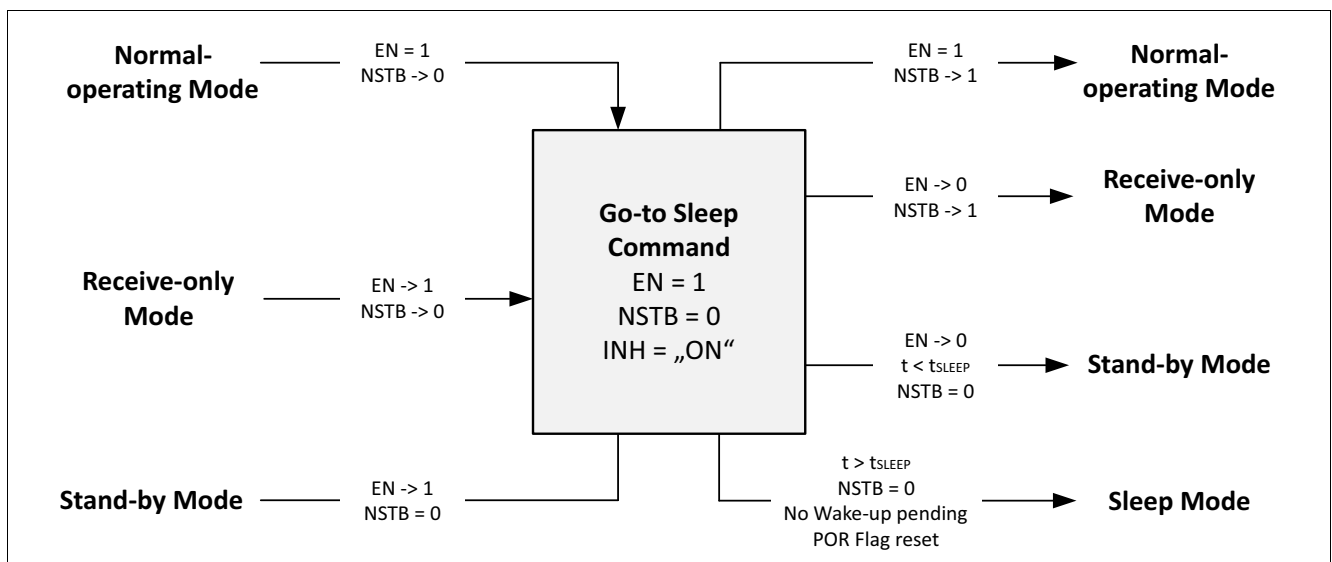 Normal-
operating Mode
EN = 1
NSTB -> 0
EN = 1
NSTB -> 1
Normal-
operating Mode
Receive-only
Mode
EN -> 1
NSTB -> 0
Go-to Sleep
Command
EN = 1
NSTB = 0
INH = „ON“
EN -> 0
NSTB -> 1
Receive-only
Mode
EN -> 0
t < tSLEEP
NSTB = 0
Stand-by Mode
Stand-by Mode
EN -> 1
NSTB = 0
t > tSLEEP
NSTB = 0
No Wake-up pending
POR Flag reset
Sleep Mode